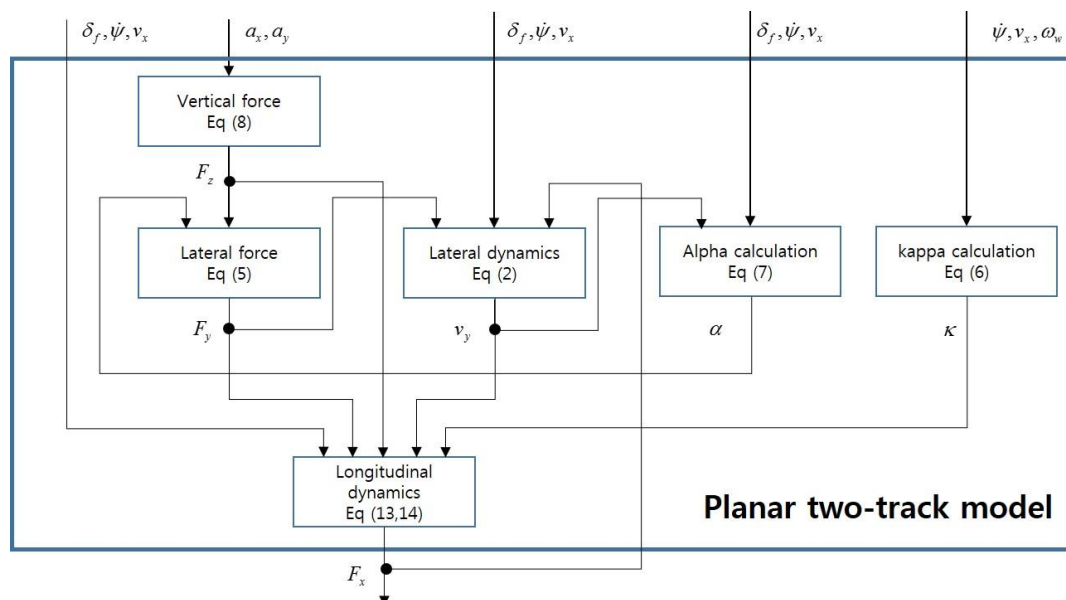 δ_f, ψ̇, v_x
a_x, a_y
δ_f, ψ̇, v_x
δ_f, ψ̇, v_x
ψ̇, v_x, ω_w
Vertical force
Eq (8)
F_z
Lateral force
Eq (5)
Lateral dynamics
Eq (2)
Alpha calculation
Eq (7)
kappa calculation
Eq (6)
F_y
v_y
α
κ
Longitudinal
dynamics
Eq (13,14)
Planar two-track model
F_x